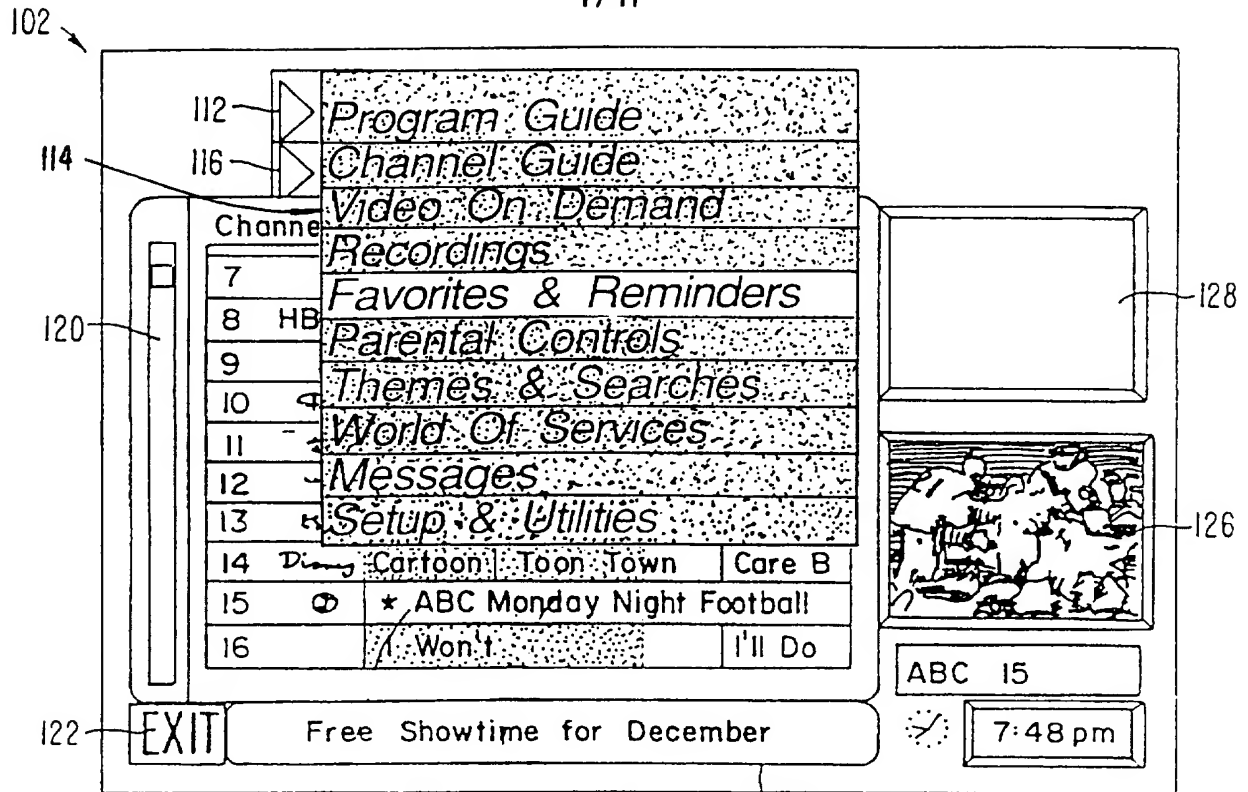 102
112
Program Guide
114
116
Channel Guide
Video On Demand
Channe
Recordings
7
Favorites & Reminders
128
120
8 HB
Parental Controls
9
Themes & Searches
10
World Of Services
11
Messages
12
Setup & Utilities
13
126
14 Disney Cartoon Toon Town Care B
15 * ABC Monday Night Football
16 I Won't I'll Do
ABC 15
122
EXIT
Free Showtime for December
7:48 pm